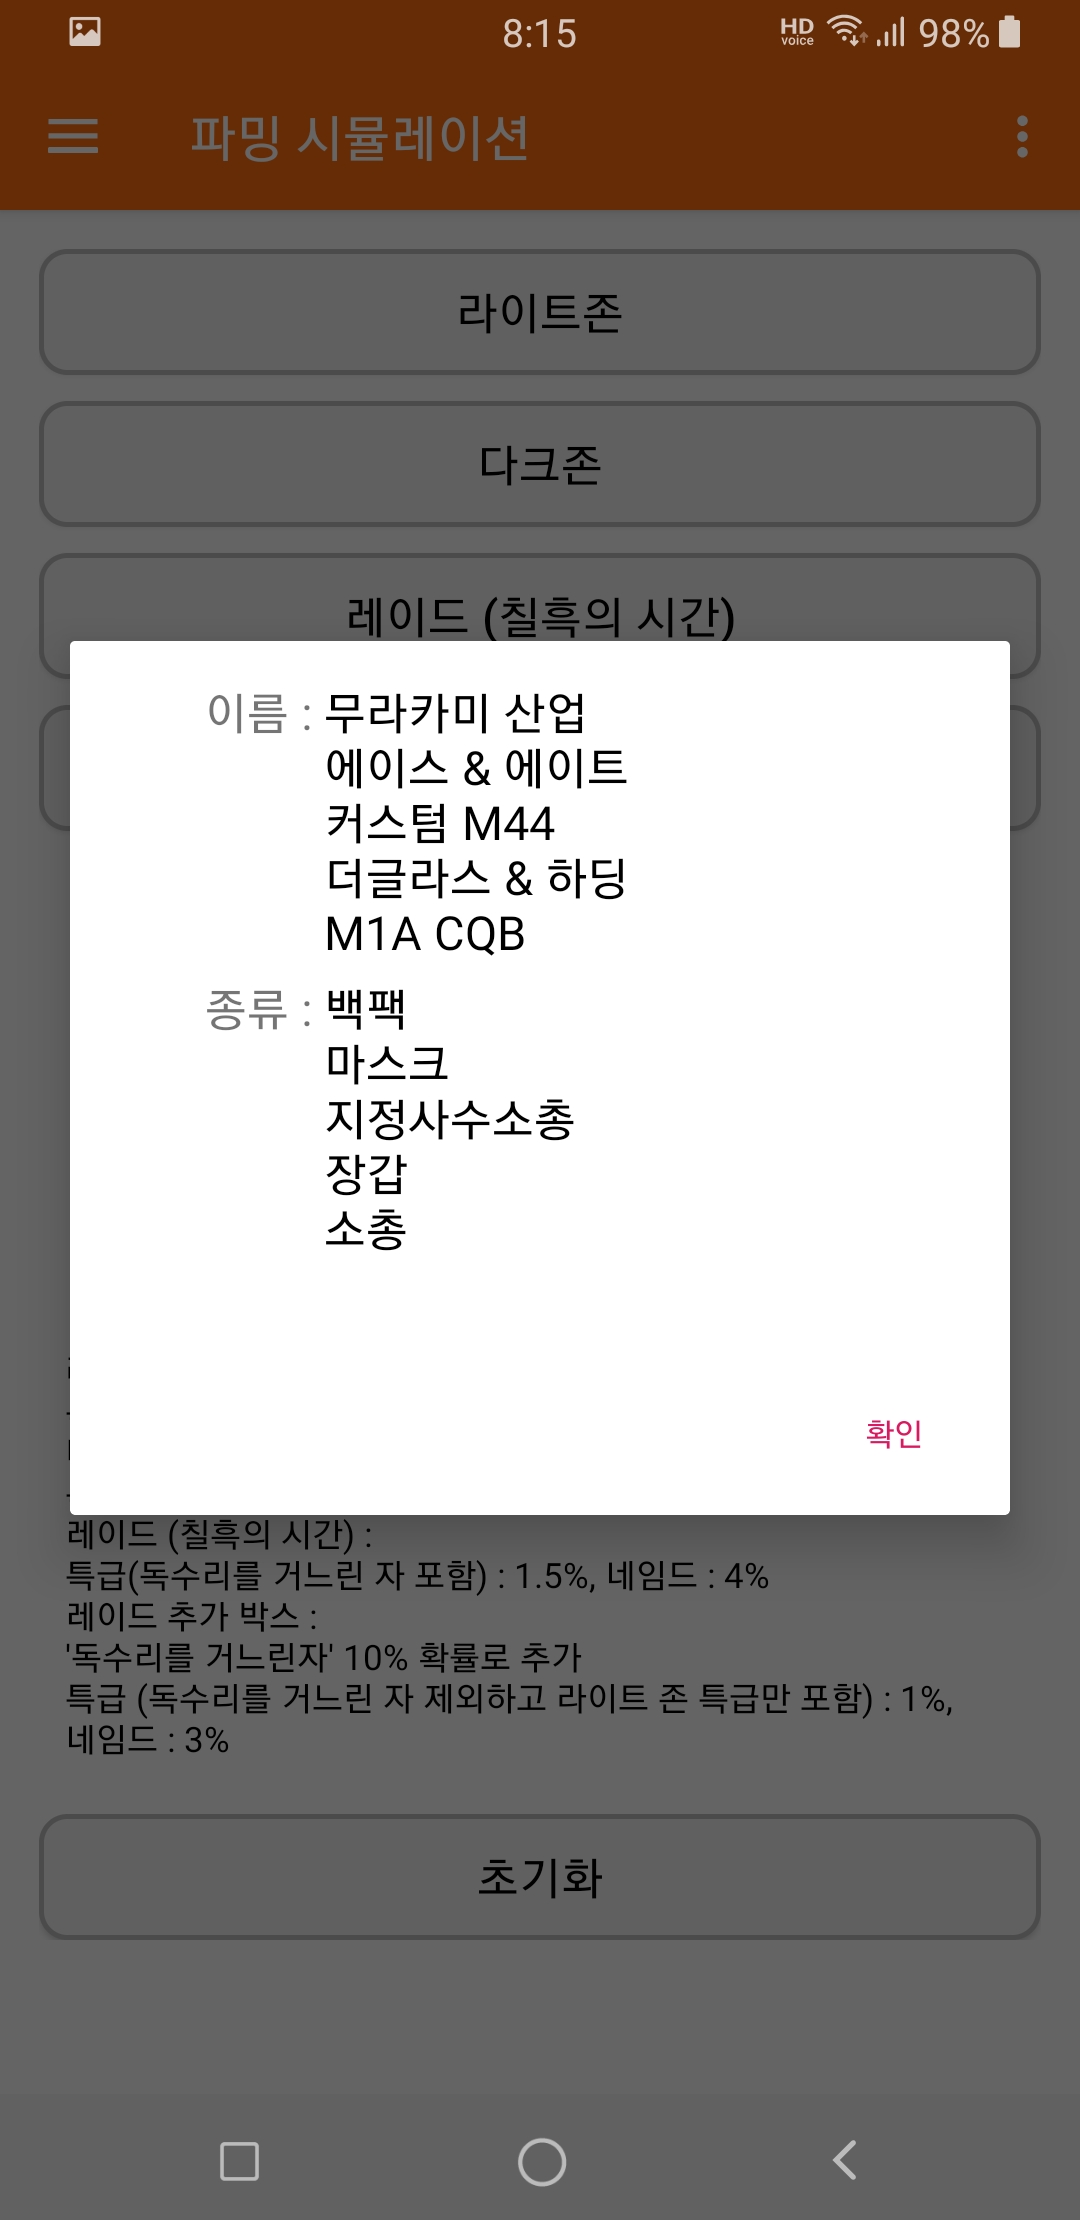 8:15
HD voice
98%
파밍 시뮬레이션
라이트존
다크존
레이드 (칠흑의 시간)
이름 : 무라카미 산업
에이스 & 에이트
커스텀 M44
더글라스 & 하딩
M1A CQB
종류 : 백팩
마스크
지정사수소총
장갑
소총
확인
레이드 (칠흑의 시간) :
특급(독수리를 거느린 자 포함) : 1.5%, 네임드 : 4%
레이드 추가 박스 :
'독수리를 거느린자' 10% 확률로 추가
특급 (독수리를 거느린 자 제외하고 라이트 존 특급만 포함) : 1%,
네임드 : 3%
초기화